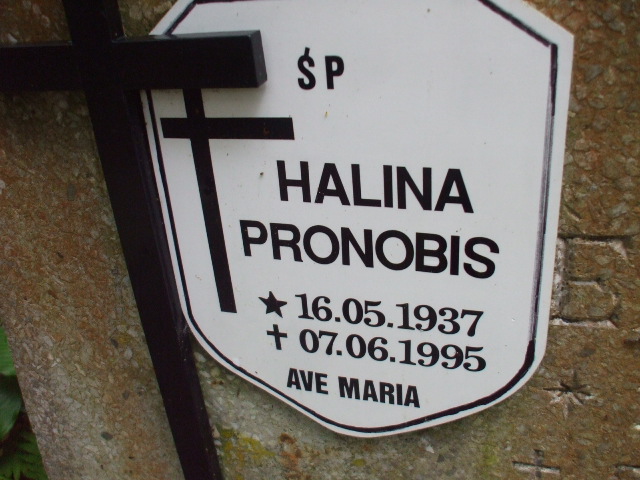 ŚP
HALINA
PRONOBIS
★ 16.05.1937
✝ 07.06.1995
AVE MARIA